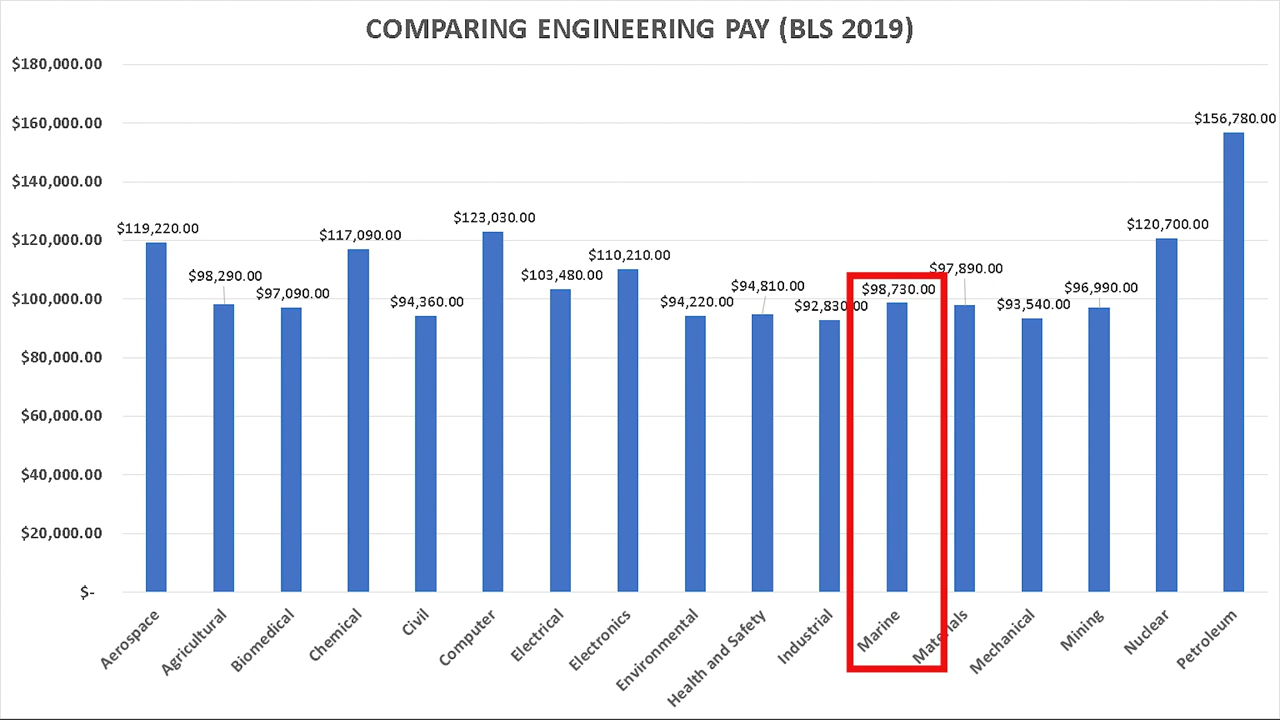 COMPARING ENGINEERING PAY (BLS 2019)
$180,000.00
$160,000.00
$140,000.00
$120,000.00
$100,000.00
$80,000.00
$60,000.00
$40,000.00
$20,000.00
$-
$119,220.00
$98,290.00
$97,090.00
$117,090.00
$94,360.00
$123,030.00
$103,480.00
$110,210.00
$94,220.00
$94,810.00
$92,830.00
$98,730.00
$97,890.00
$93,540.00
$96,990.00
$120,700.00
$156,780.00
Aerospace
Agricultural
Biomedical
Chemical
Civil
Computer
Electrical
Electronics
Environmental
Health and Safety
Industrial
Marine
Materials
Mechanical
Mining
Nuclear
Petroleum